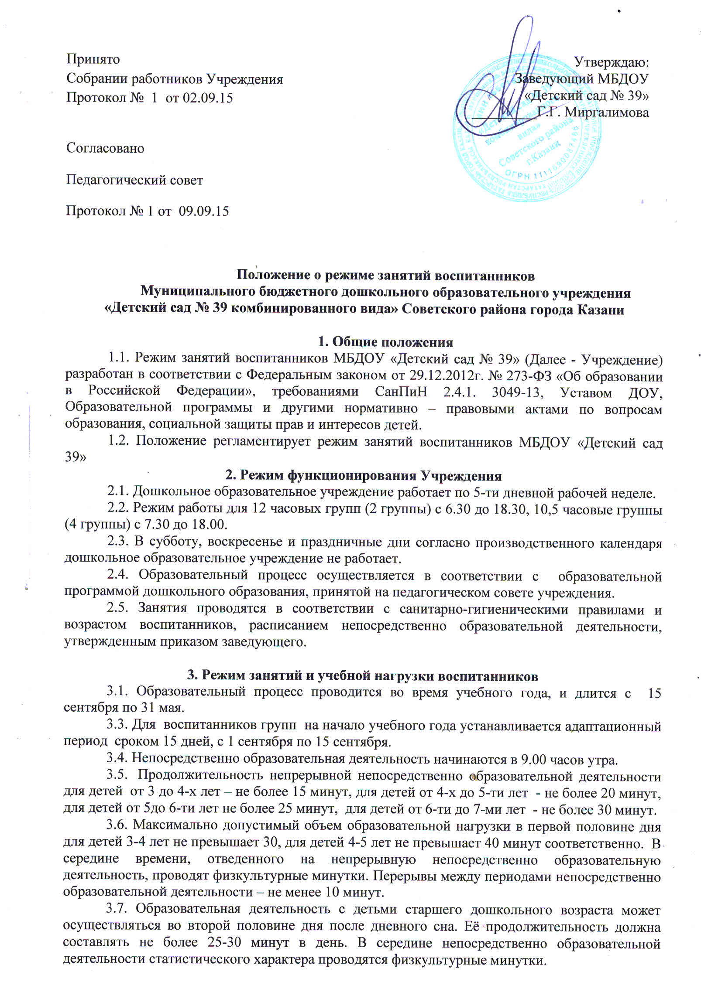 Принято
Собрании работников Учреждения
Протокол № 1 от 02.09.15
Утверждаю:
Заведующий МБДОУ
«Детский сад № 39»
_________Г.Г. Миргалимова
Согласовано
Педагогический совет
Протокол № 1 от 09.09.15
комбинированного
вида»
Советского района
г.Казани
Положение о режиме занятий воспитанников
Муниципального бюджетного дошкольного образовательного учреждения
«Детский сад № 39 комбинированного вида» Советского района города Казани
1. Общие положения
1.1. Режим занятий воспитанников МБДОУ «Детский сад № 39» (Далее - Учреждение)
разработан в соответствии с Федеральным законом от 29.12.2012г. № 273-ФЗ «Об образовании
в Российской Федерации», требованиями СанПиН 2.4.1. 3049-13, Уставом ДОУ,
Образовательной программы и другими нормативно – правовыми актами по вопросам
образования, социальной защиты прав и интересов детей.
1.2. Положение регламентирует режим занятий воспитанников МБДОУ «Детский сад
39»
2. Режим функционирования Учреждения
2.1. Дошкольное образовательное учреждение работает по 5-ти дневной рабочей неделе.
2.2. Режим работы для 12 часовых групп (2 группы) с 6.30 до 18.30, 10,5 часовые группы
(4 группы) с 7.30 до 18.00.
2.3. В субботу, воскресенье и праздничные дни согласно производственного календаря
дошкольное образовательное учреждение не работает.
2.4. Образовательный процесс осуществляется в соответствии с образовательной
программой дошкольного образования, принятой на педагогическом совете учреждения.
2.5. Занятия проводятся в соответствии с санитарно-гигиеническими правилами и
возрастом воспитанников, расписанием непосредственно образовательной деятельности,
утвержденным приказом заведующего.
3. Режим занятий и учебной нагрузки воспитанников
3.1. Образовательный процесс проводится во время учебного года, и длится с 15
сентября по 31 мая.
3.3. Для воспитанников групп на начало учебного года устанавливается адаптационный
период сроком 15 дней, с 1 сентября по 15 сентября.
3.4. Непосредственно образовательная деятельность начинаются в 9.00 часов утра.
3.5. Продолжительность непрерывной непосредственно образовательной деятельности
для детей от 3 до 4-х лет – не более 15 минут, для детей от 4-х до 5-ти лет - не более 20 минут,
для детей от 5до 6-ти лет не более 25 минут, для детей от 6-ти до 7-ми лет - не более 30 минут.
3.6. Максимально допустимый объем образовательной нагрузки в первой половине дня
для детей 3-4 лет не превышает 30, для детей 4-5 лет не превышает 40 минут соответственно. В
середине времени, отведенного на непрерывную непосредственно образовательную
деятельность, проводят физкультурные минутки. Перерывы между периодами непосредственно
образовательной деятельности – не менее 10 минут.
3.7. Образовательная деятельность с детьми старшего дошкольного возраста может
осуществляться во второй половине дня после дневного сна. Её продолжительность должна
составлять не более 25-30 минут в день. В середине непосредственно образовательной
деятельности статистического характера проводятся физкультурные минутки.